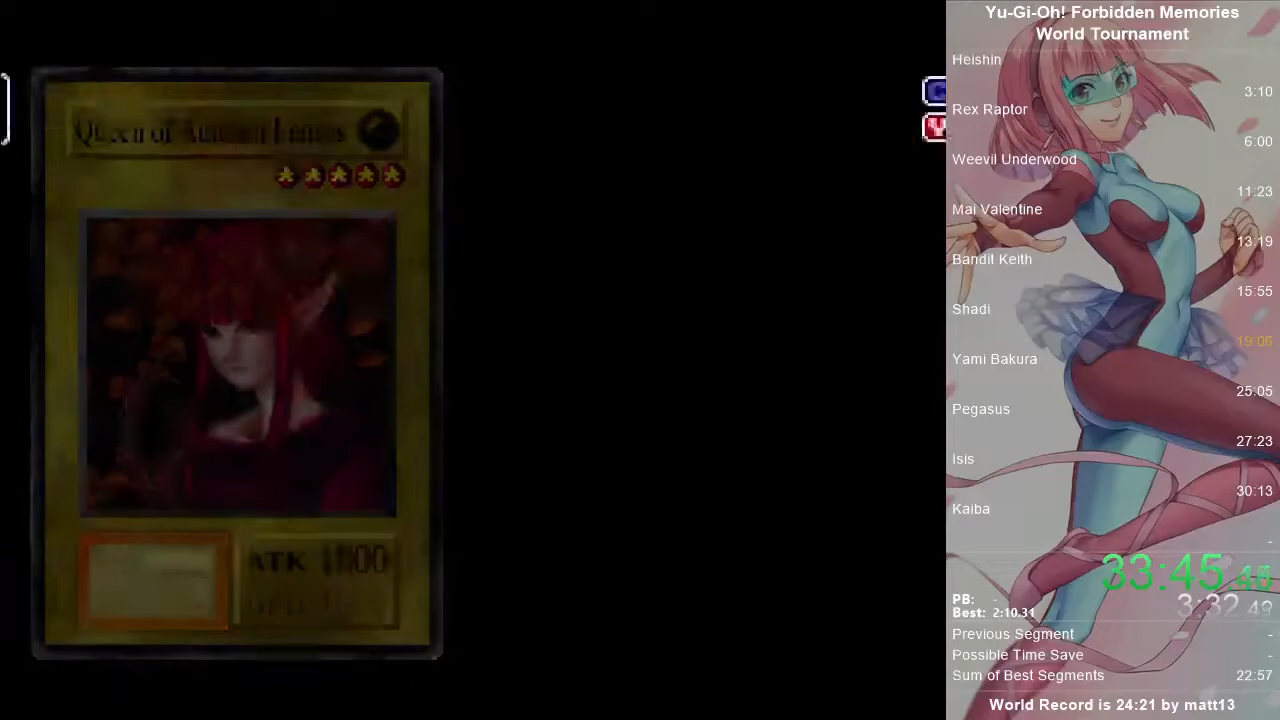 Queen of Autumn Leaves
ATK 1800
Yu-Gi-Oh! Forbidden Memories
World Tournament
Heishin
3:10
Rex Raptor
6:00
Weevil Underwood
11:23
Mai Valentine
13:19
Bandit Keith
15:55
Shadi
19:06
Yami Bakura
25:05
Pegasus
27:23
Isis
30:13
Kaiba
-
33:45.
PB: -
3:32.49
Best: 2:10.31
Previous Segment -
Possible Time Save -
Sum of Best Segments 22:57
World Record is 24:21 by matt13